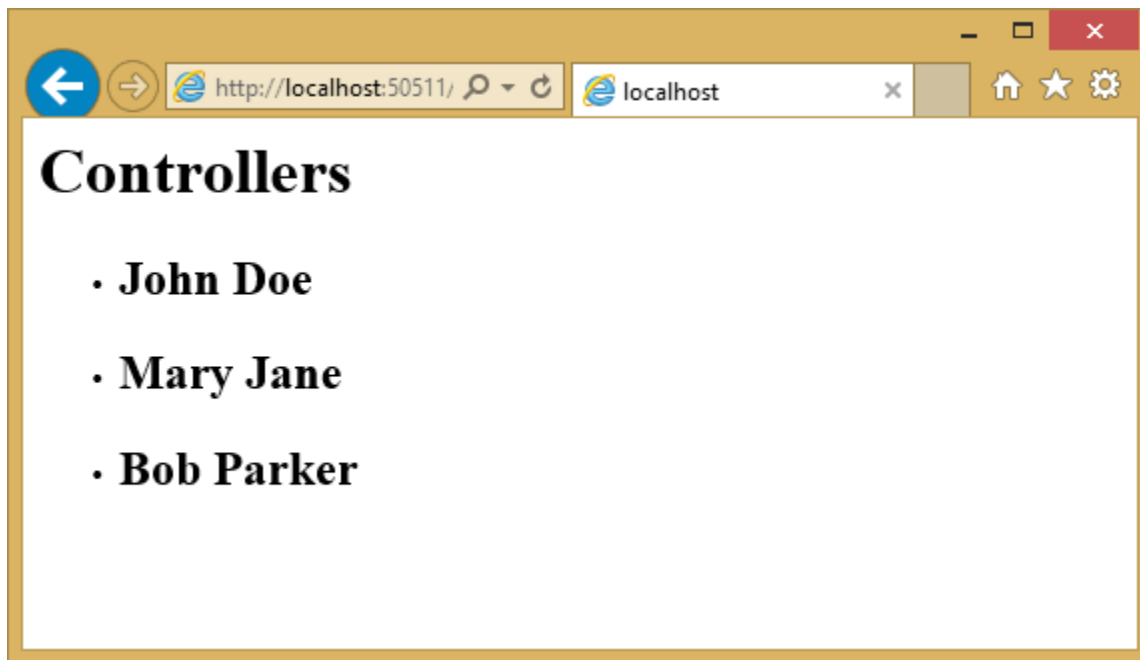 http://localhost:50511/ localhost
Controllers
• John Doe
• Mary Jane
• Bob Parker